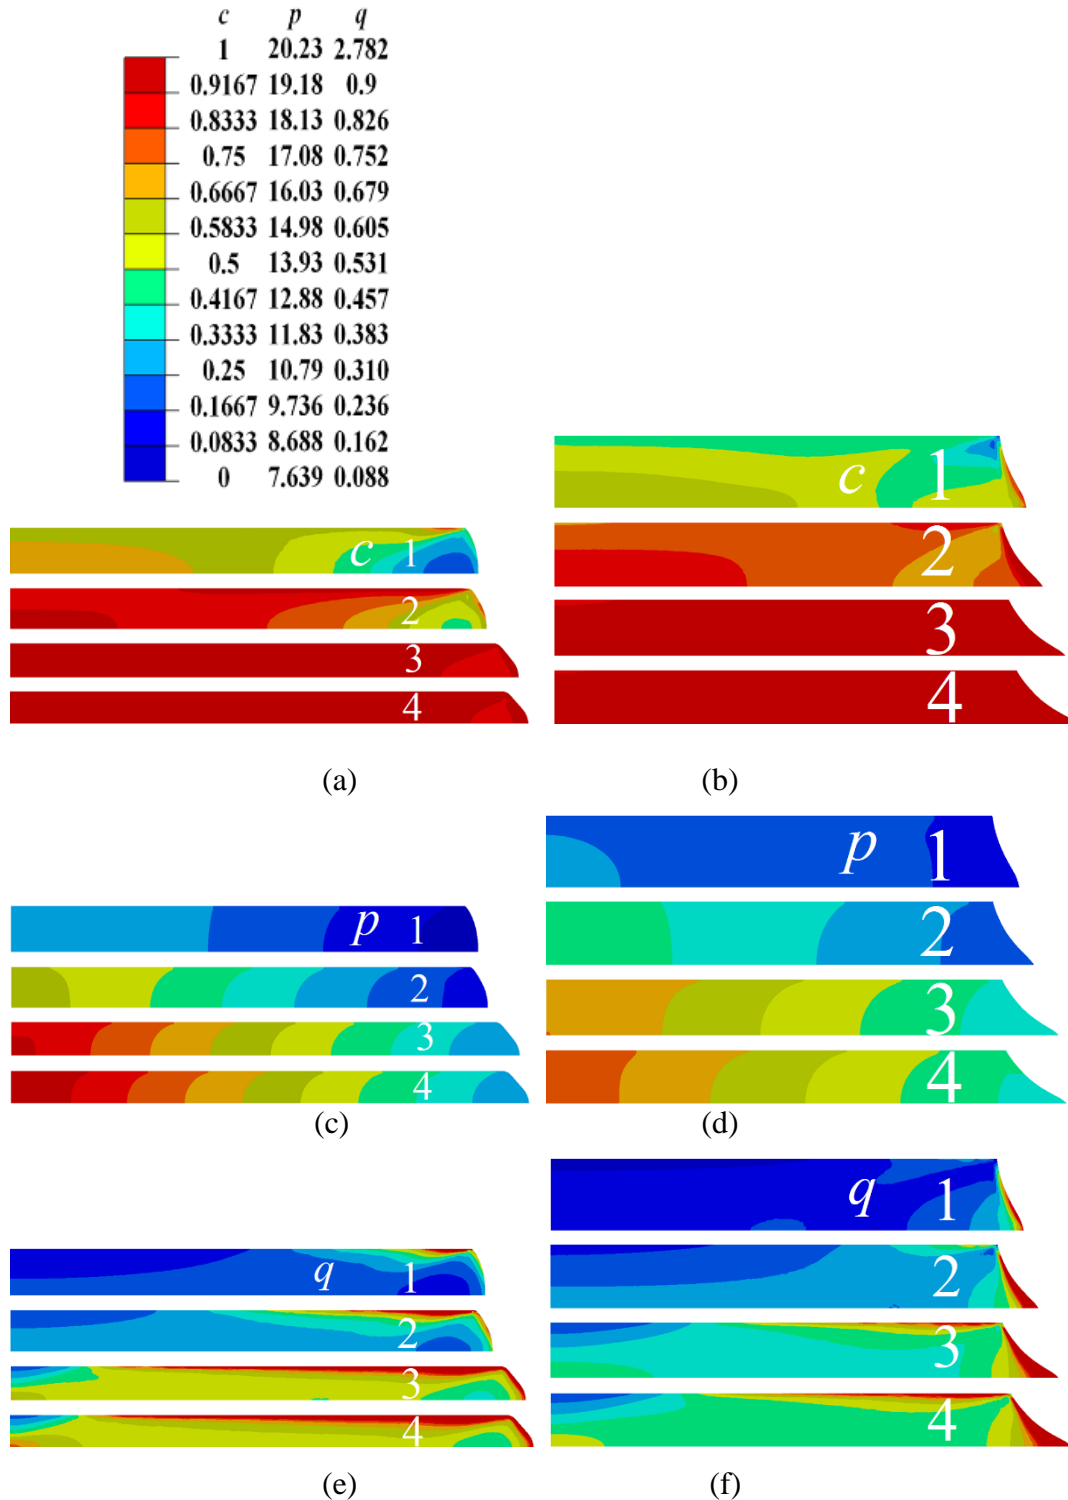 c p q
1 20.23 2.782
0.9167 19.18 0.9
0.8333 18.13 0.826
0.75 17.08 0.752
0.6667 16.03 0.679
0.5833 14.98 0.605
0.5 13.93 0.531
0.4167 12.88 0.457
0.3333 11.83 0.383
0.25 10.79 0.310
0.1667 9.736 0.236
0.0833 8.688 0.162
0 7.639 0.088
c 1
2
3
4
c 1
2
3
4
(a) (b)
p 1
2
3
4
p 1
2
3
4
(c) (d)
q 1
2
3
4
q 1
2
3
4
(e) (f)